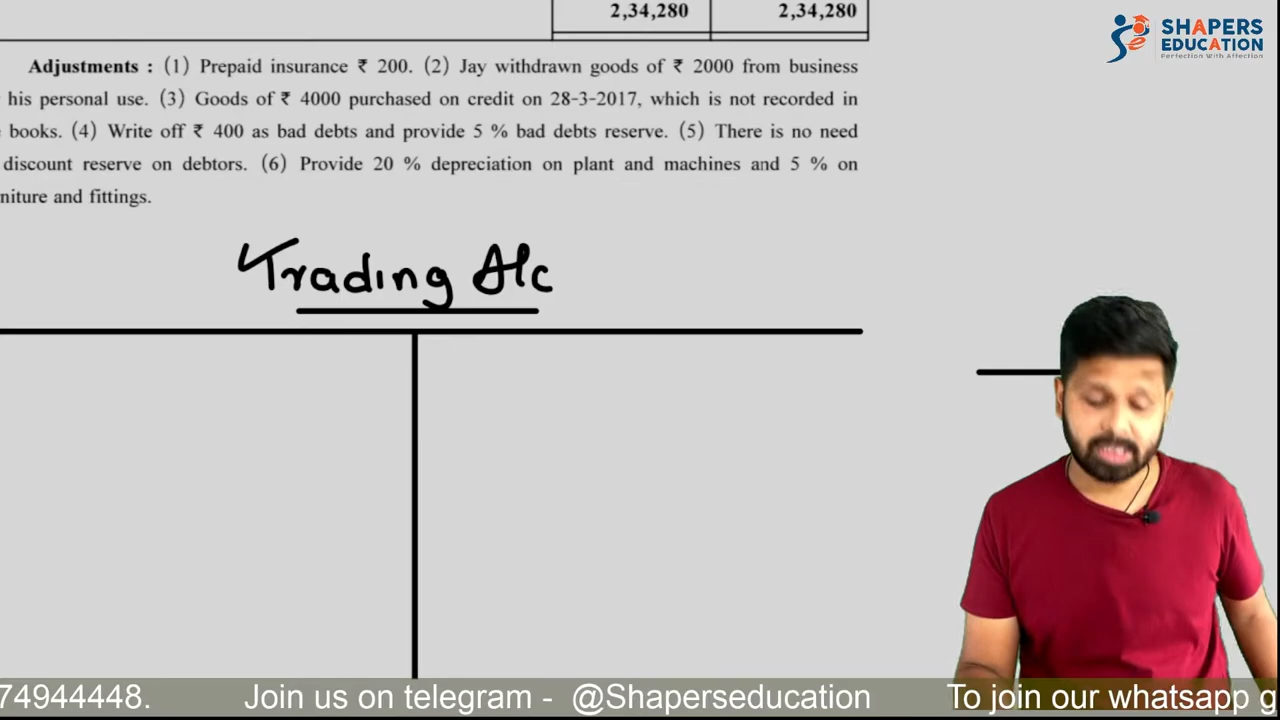 2,34,280 2,34,280
SHAPERS
EDUCATION
Perfection With Affection
Adjustments : (1) Prepaid insurance ₹ 200. (2) Jay withdrawn goods of ₹ 2000 from business
his personal use. (3) Goods of ₹ 4000 purchased on credit on 28-3-2017, which is not recorded in
books. (4) Write off ₹ 400 as bad debts and provide 5 % bad debts reserve. (5) There is no need
discount reserve on debtors. (6) Provide 20 % depreciation on plant and machines and 5 % on
niture and fittings.
Trading A/c
74944448. Join us on telegram - @Shaperseducation To join our whatsapp g